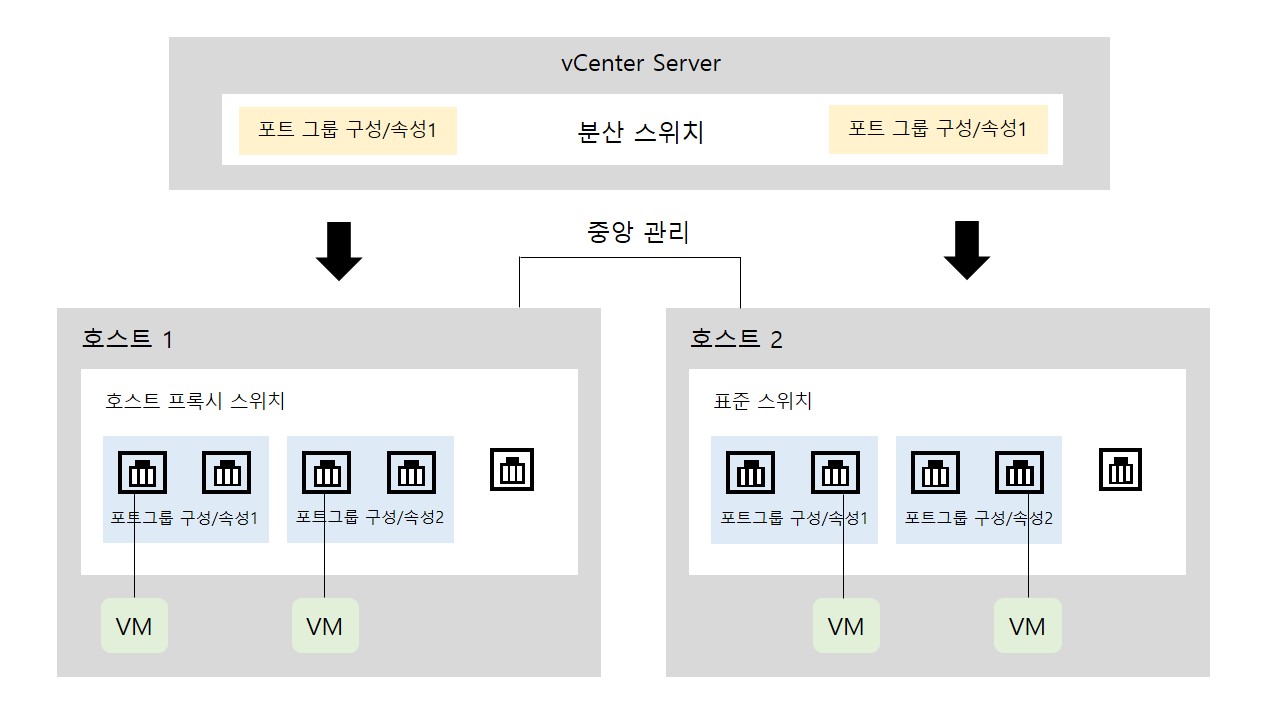 vCenter Server
포트 그룹 구성/속성1
분산 스위치
포트 그룹 구성/속성1
중앙 관리
호스트 1
호스트 프록시 스위치
포트그룹 구성/속성1
포트그룹 구성/속성2
VM
VM
호스트 2
표준 스위치
포트그룹 구성/속성1
포트그룹 구성/속성2
VM
VM